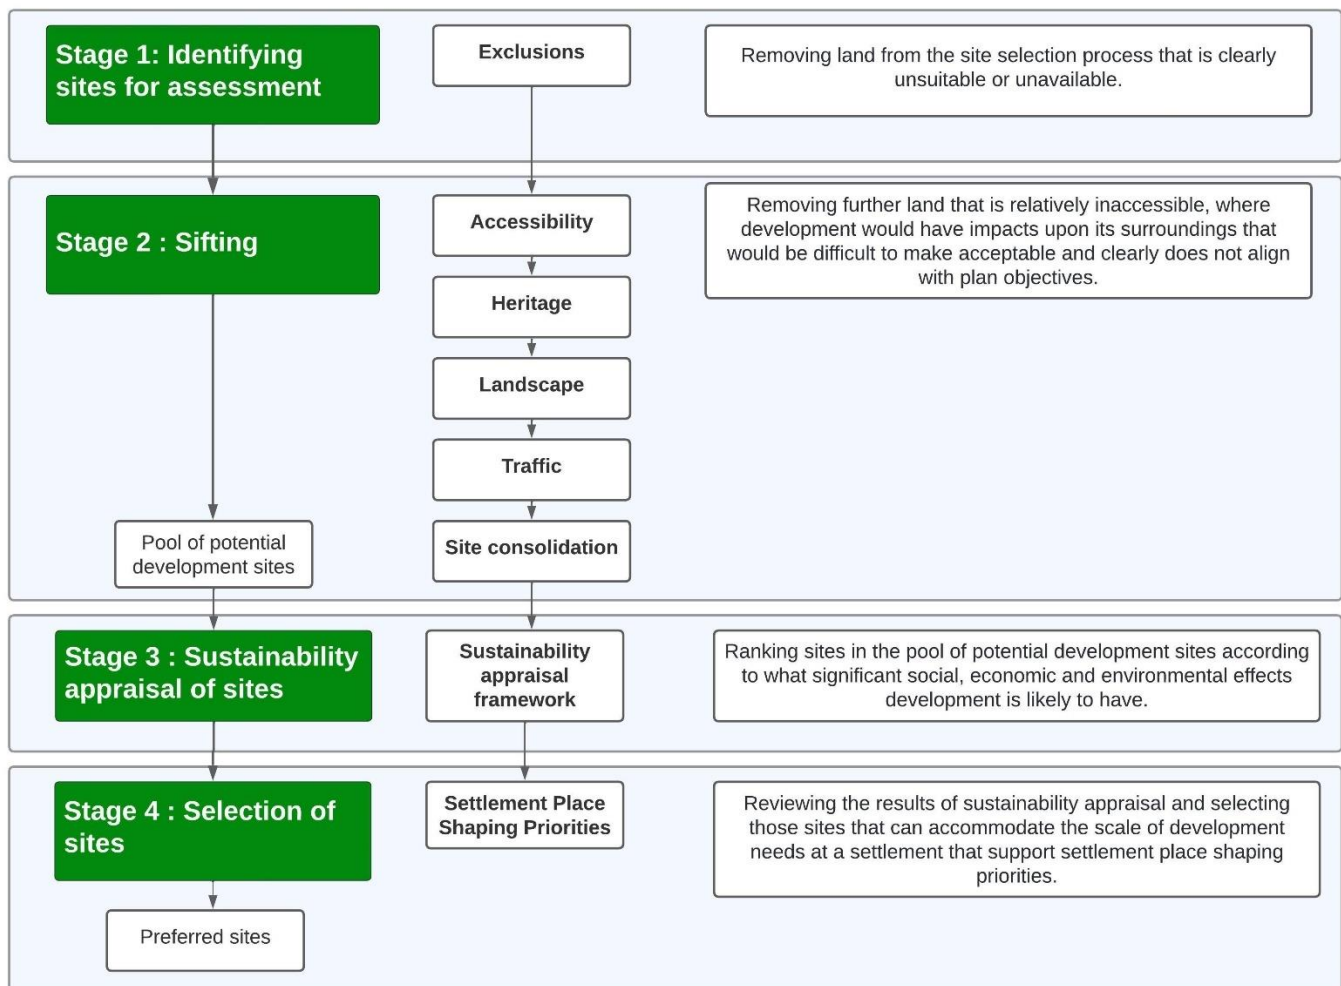 Stage 1: Identifying
sites for assessment
Exclusions
Removing land from the site selection process that is clearly
unsuitable or unavailable.
Stage 2 : Sifting
Accessibility
Removing further land that is relatively inaccessible, where
development would have impacts upon its surroundings that
would be difficult to make acceptable and clearly does not align
with plan objectives.
Heritage
Landscape
Traffic
Pool of potential
development sites
Site consolidation
Stage 3 : Sustainability
appraisal of sites
Sustainability
appraisal
framework
Ranking sites in the pool of potential development sites according
to what significant social, economic and environmental effects
development is likely to have.
Stage 4 : Selection of
sites
Settlement Place
Shaping Priorities
Reviewing the results of sustainability appraisal and selecting
those sites that can accommodate the scale of development
needs at a settlement that support settlement place shaping
priorities.
Preferred sites